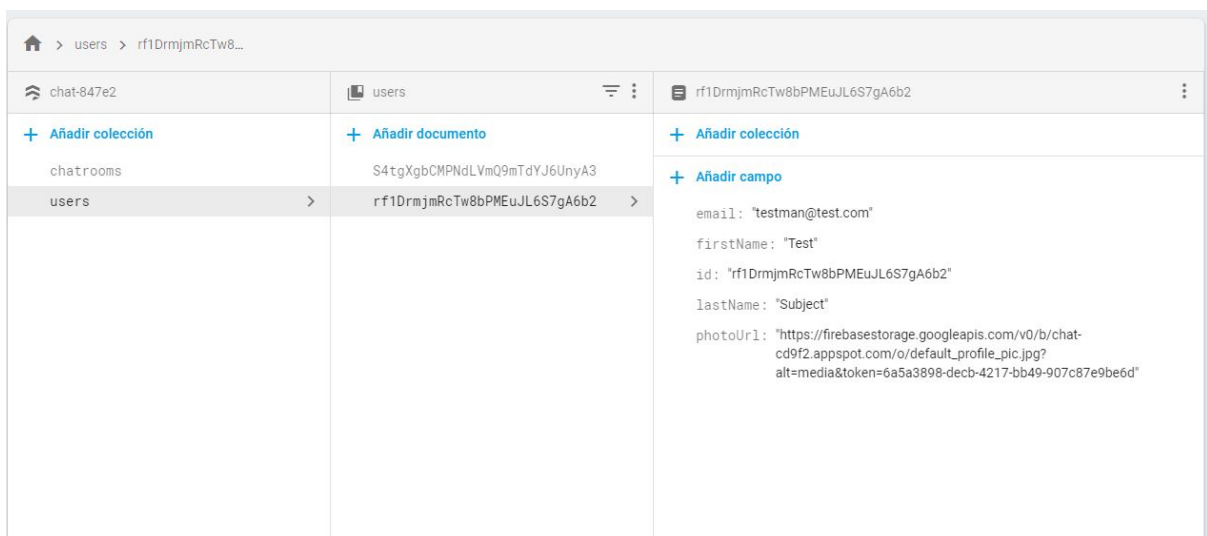 > users > rf1DrmjmRcTw8...
chat-847e2
users
rf1DrmjmRcTw8bPMEuJL6S7gA6b2
+ Añadir colección
+ Añadir documento
+ Añadir colección
chatrooms
users >
S4tgXgbCMPNdLVmQ9mTdYJ6UnyA3
rf1DrmjmRcTw8bPMEuJL6S7gA6b2 >
+ Añadir campo
email: "testman@test.com"
firstName: "Test"
id: "rf1DrmjmRcTw8bPMEuJL6S7gA6b2"
lastName: "Subject"
photoUrl: "https://firebasestorage.googleapis.com/v0/b/chat-
cd9f2.appspot.com/o/default_profile_pic.jpg?
alt=media&token=6a5a3898-decb-4217-bb49-907c87e9be6d"